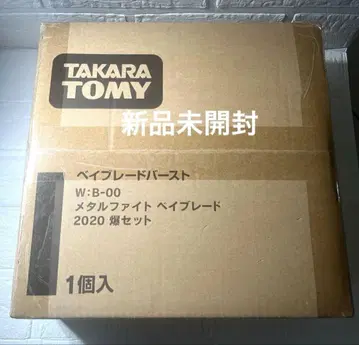 TAKARA
TOMY
新品未開封
ベイブレードバースト
W:B-00
メタルファイト ベイブレード
2020 爆セット
1個入